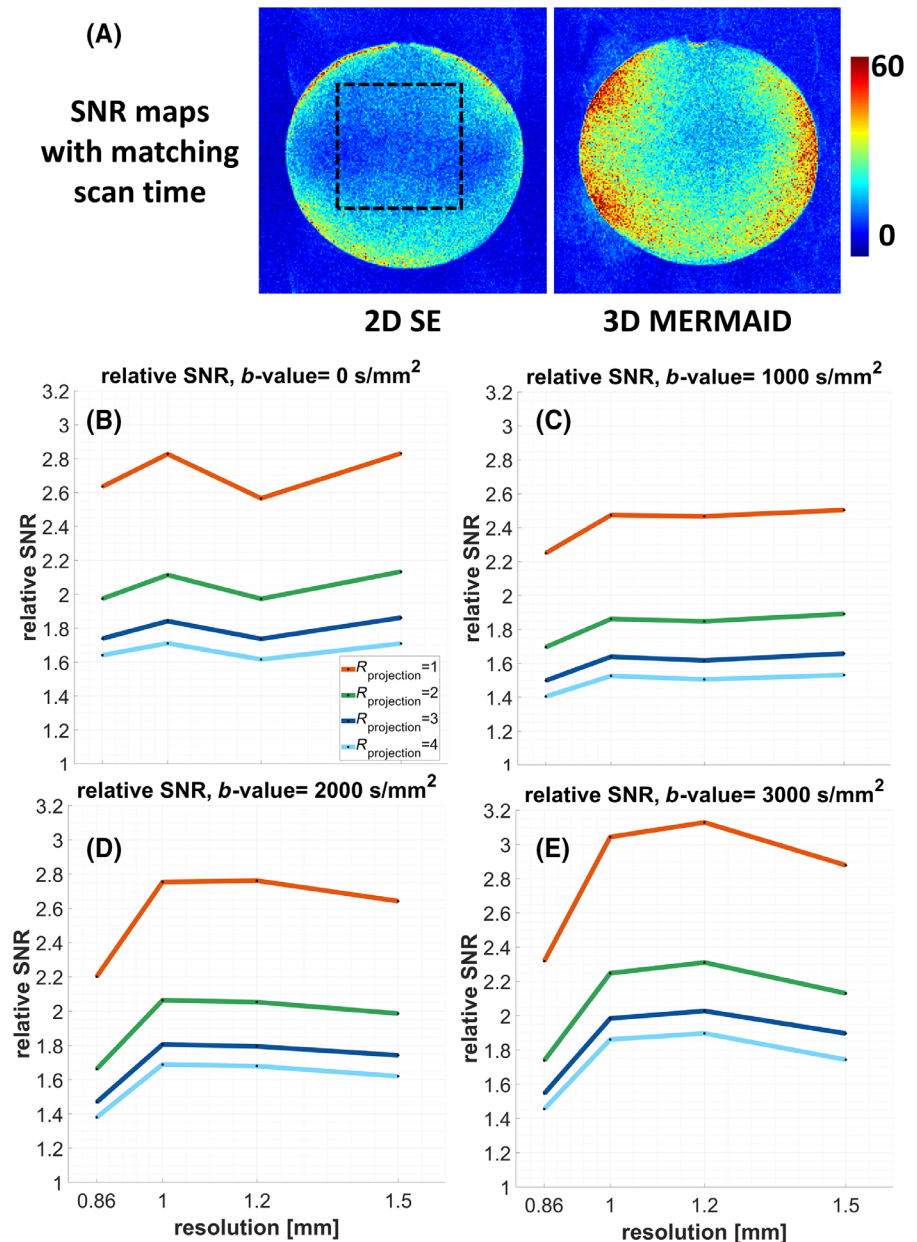 (A)
SNR maps
with matching
scan time
60
0
2D SE
3D MERMAID
relative SNR, b-value= 0 s/mm²
(B)
3.2
3
2.8
2.6
2.4
2.2
2
1.8
1.6
1.4
1.2
1
relative SNR
Rprojection=1
Rprojection=2
Rprojection=3
Rprojection=4
relative SNR, b-value= 1000 s/mm²
(C)
3.2
3
2.8
2.6
2.4
2.2
2
1.8
1.6
1.4
1.2
1
relative SNR
relative SNR, b-value= 2000 s/mm²
(D)
3.2
3
2.8
2.6
2.4
2.2
2
1.8
1.6
1.4
1.2
1
relative SNR
0.86 1 1.2 1.5
resolution [mm]
relative SNR, b-value= 3000 s/mm²
(E)
3.2
3
2.8
2.6
2.4
2.2
2
1.8
1.6
1.4
1.2
1
relative SNR
0.86 1 1.2 1.5
resolution [mm]